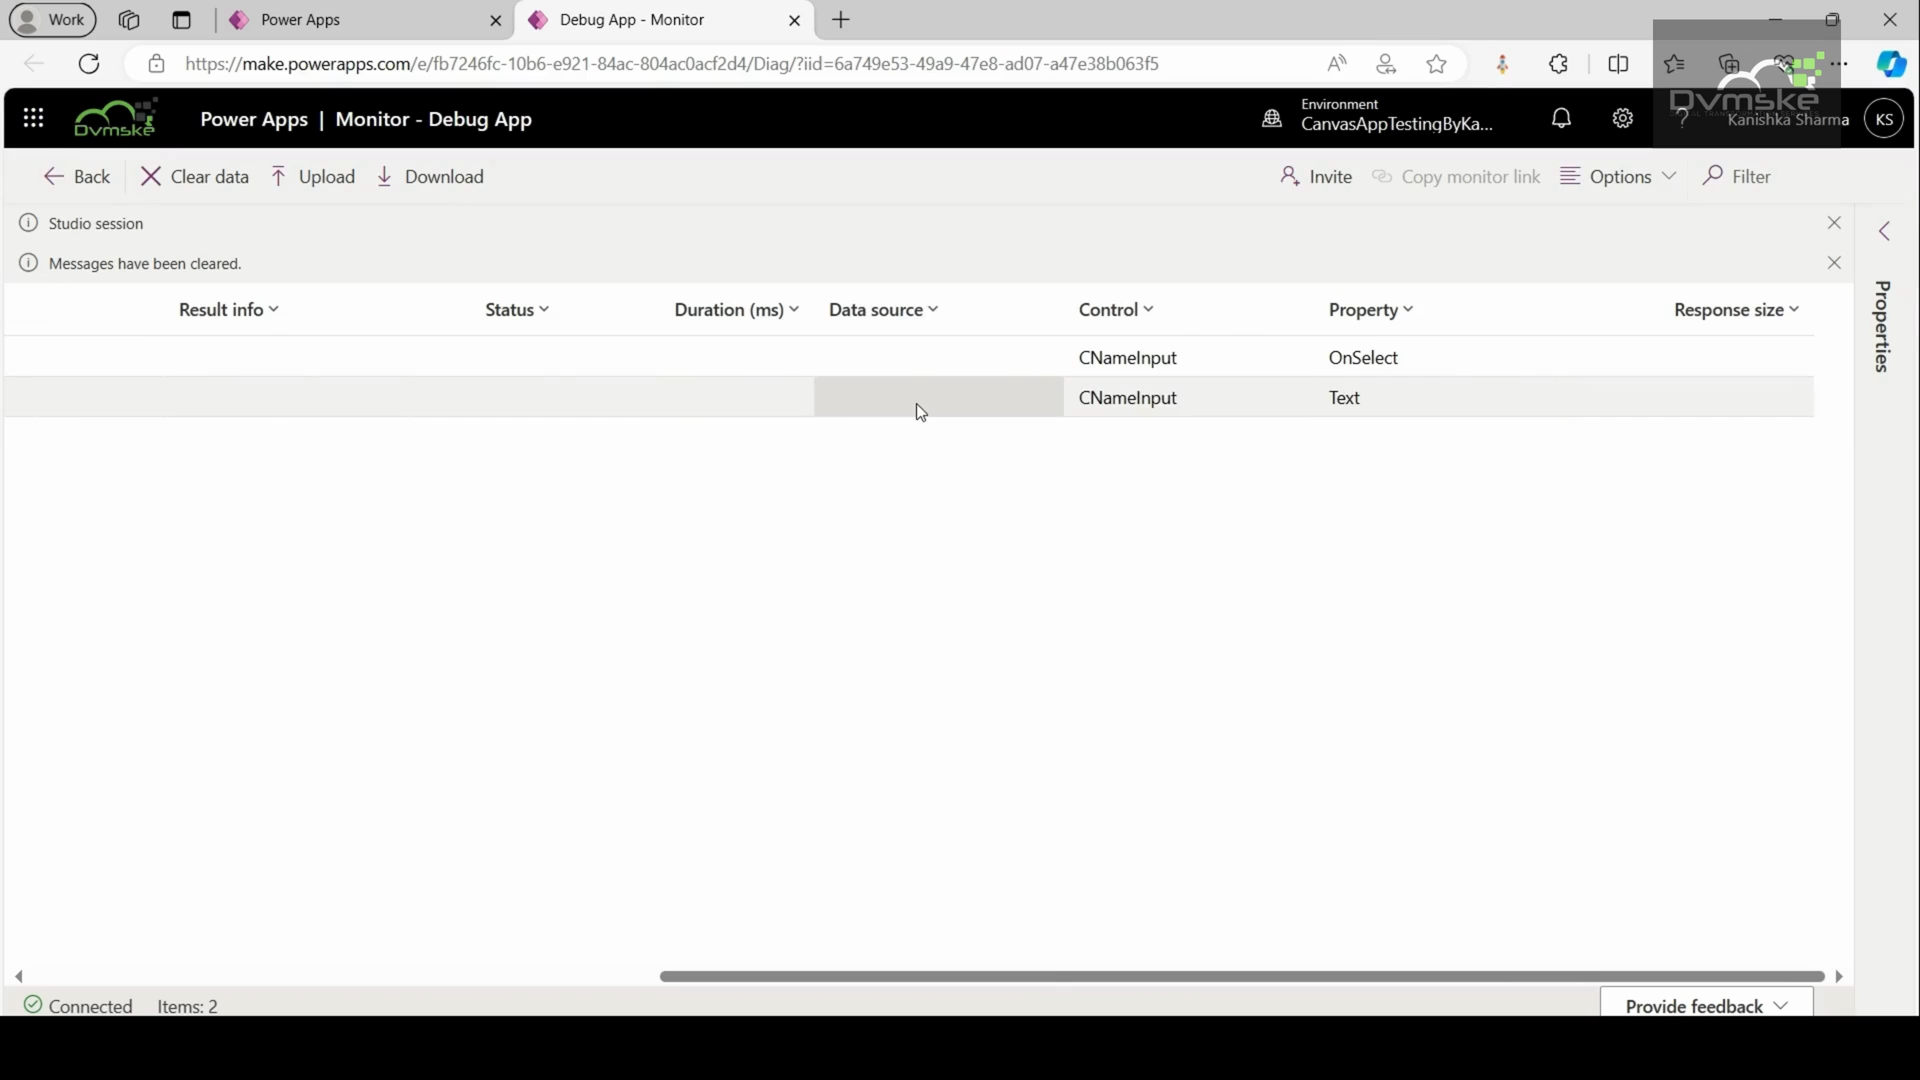 Work
Power Apps
Debug App - Monitor
https://make.powerapps.com/e/fb7246fc-10b6-e921-84ac-804ac0acf2d4/Diag/?iid=6a749e53-49a9-47e8-ad07-a47e38b063f5
Dvmske
Power Apps | Monitor - Debug App
Environment
CanvasAppTestingByKa...
?
Kanishka Sharma
KS
Dvmske
Back
Clear data
Upload
Download
Invite
Copy monitor link
Options
Filter
Studio session
Messages have been cleared.
Properties
Result info
Status
Duration (ms)
Data source
Control
Property
Response size
CNameInput
OnSelect
CNameInput
Text
Connected
Items: 2
Provide feedback